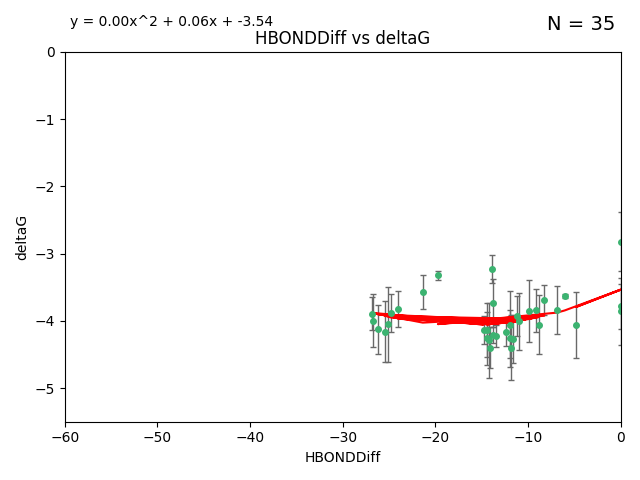 y = 0.00x^2 + 0.06x + -3.54
N = 35
HBONDDiff vs deltaG
0
−1
−2
−3
−4
−5
deltaG
−60 −50 −40 −30 −20 −10 0
HBONDDiff